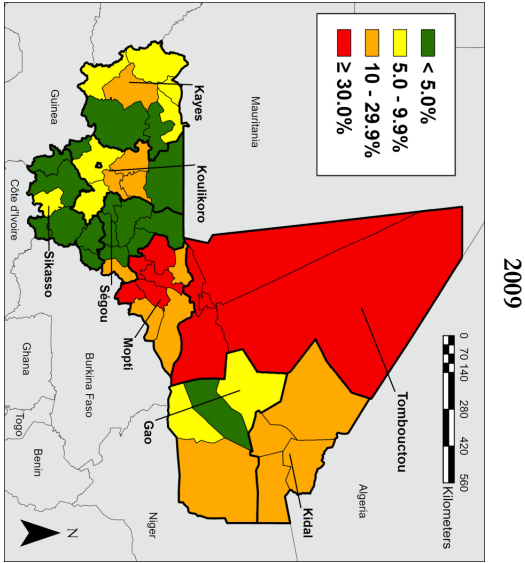 2009
< 5.0%
5.0 - 9.9%
10 - 29.9%
≥ 30.0%
0 70 140 280 420 560
Kilometers
Mauritania
Algeria
Tombouctou
Kidal
Gao
Kayes
Koulikoro
Mopti
Ségou
Sikasso
Guinea
Côte d'Ivoire
Burkina Faso
Niger
Ghana
Togo
Benin
N